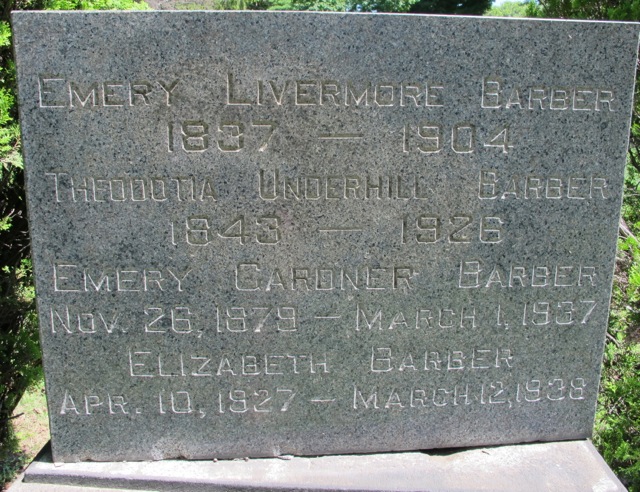 EMERY LIVERMORE BARBER
1837 — 1904
THEODOTIA UNDERHILL BARBER
1843 — 1926
EMERY GARDNER BARBER
NOV. 26, 1879 — MARCH 1, 1937
ELIZABETH BARBER
APR. 10, 1927 — MARCH 12, 1938